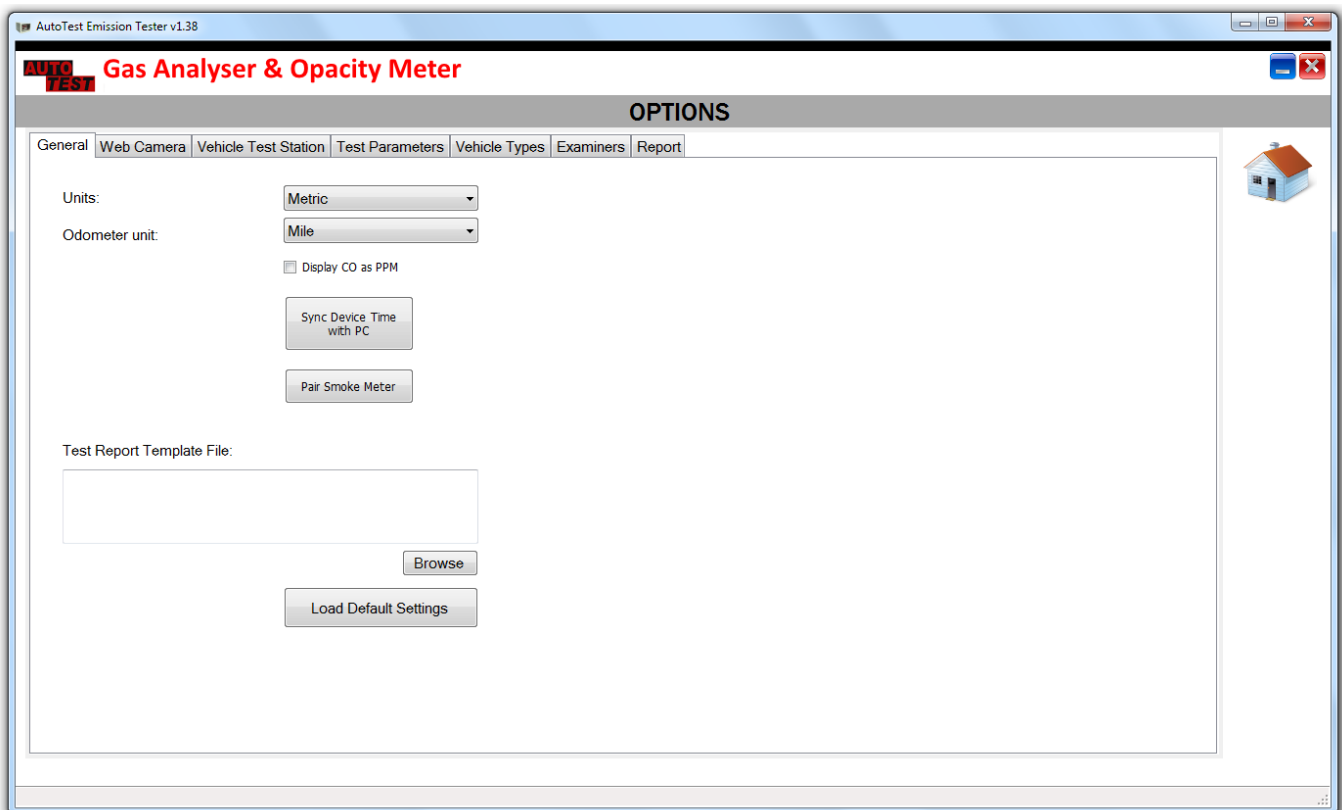 AutoTest Emission Tester v1.38
AUTO
TEST
Gas Analyser & Opacity Meter
OPTIONS
General Web Camera Vehicle Test Station Test Parameters Vehicle Types Examiners Report
Units: Metric
Odometer unit: Mile
Display CO as PPM
Sync Device Time
with PC
Pair Smoke Meter
Test Report Template File:
Browse
Load Default Settings